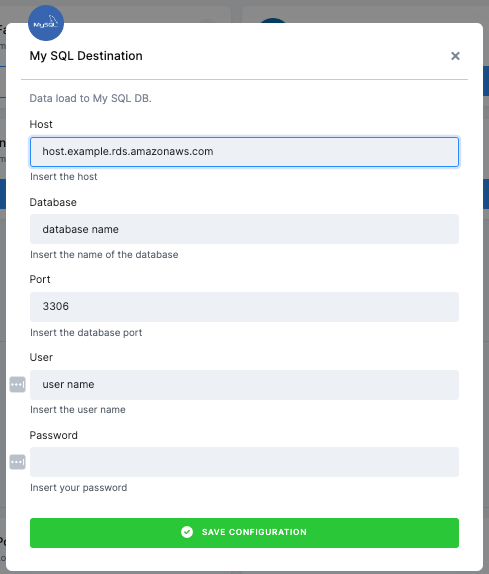 MySQL
My SQL Destination
Data load to My SQL DB.
Host
host.example.rds.amazonaws.com
Insert the host
Database
database name
Insert the name of the database
Port
3306
Insert the database port
User
user name
Insert the user name
Password
Insert your password
SAVE CONFIGURATION